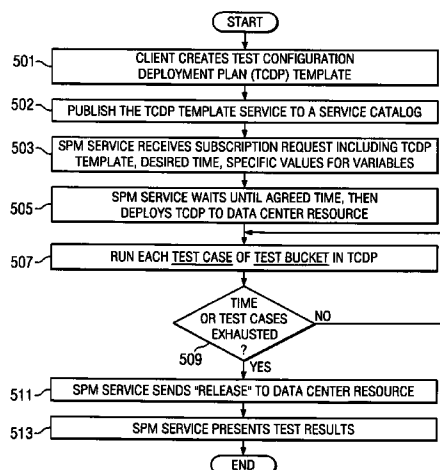 START
501
CLIENT CREATES TEST CONFIGURATION
DEPLOYMENT PLAN (TCDP) TEMPLATE
502
PUBLISH THE TCDP TEMPLATE SERVICE TO A SERVICE CATALOG
503
SPM SERVICE RECEIVES SUBSCRIPTION REQUEST INCLUDING TCDP
TEMPLATE, DESIRED TIME, SPECIFIC VALUES FOR VARIABLES
505
SPM SERVICE WAITS UNTIL AGREED TIME, THEN
DEPLOYS TCDP TO DATA CENTER RESOURCE
507
RUN EACH TEST CASE OF TEST BUCKET IN TCDP
TIME
OR TEST CASES
EXHAUSTED
?
NO
509
YES
511
SPM SERVICE SENDS "RELEASE" TO DATA CENTER RESOURCE
513
SPM SERVICE PRESENTS TEST RESULTS
END